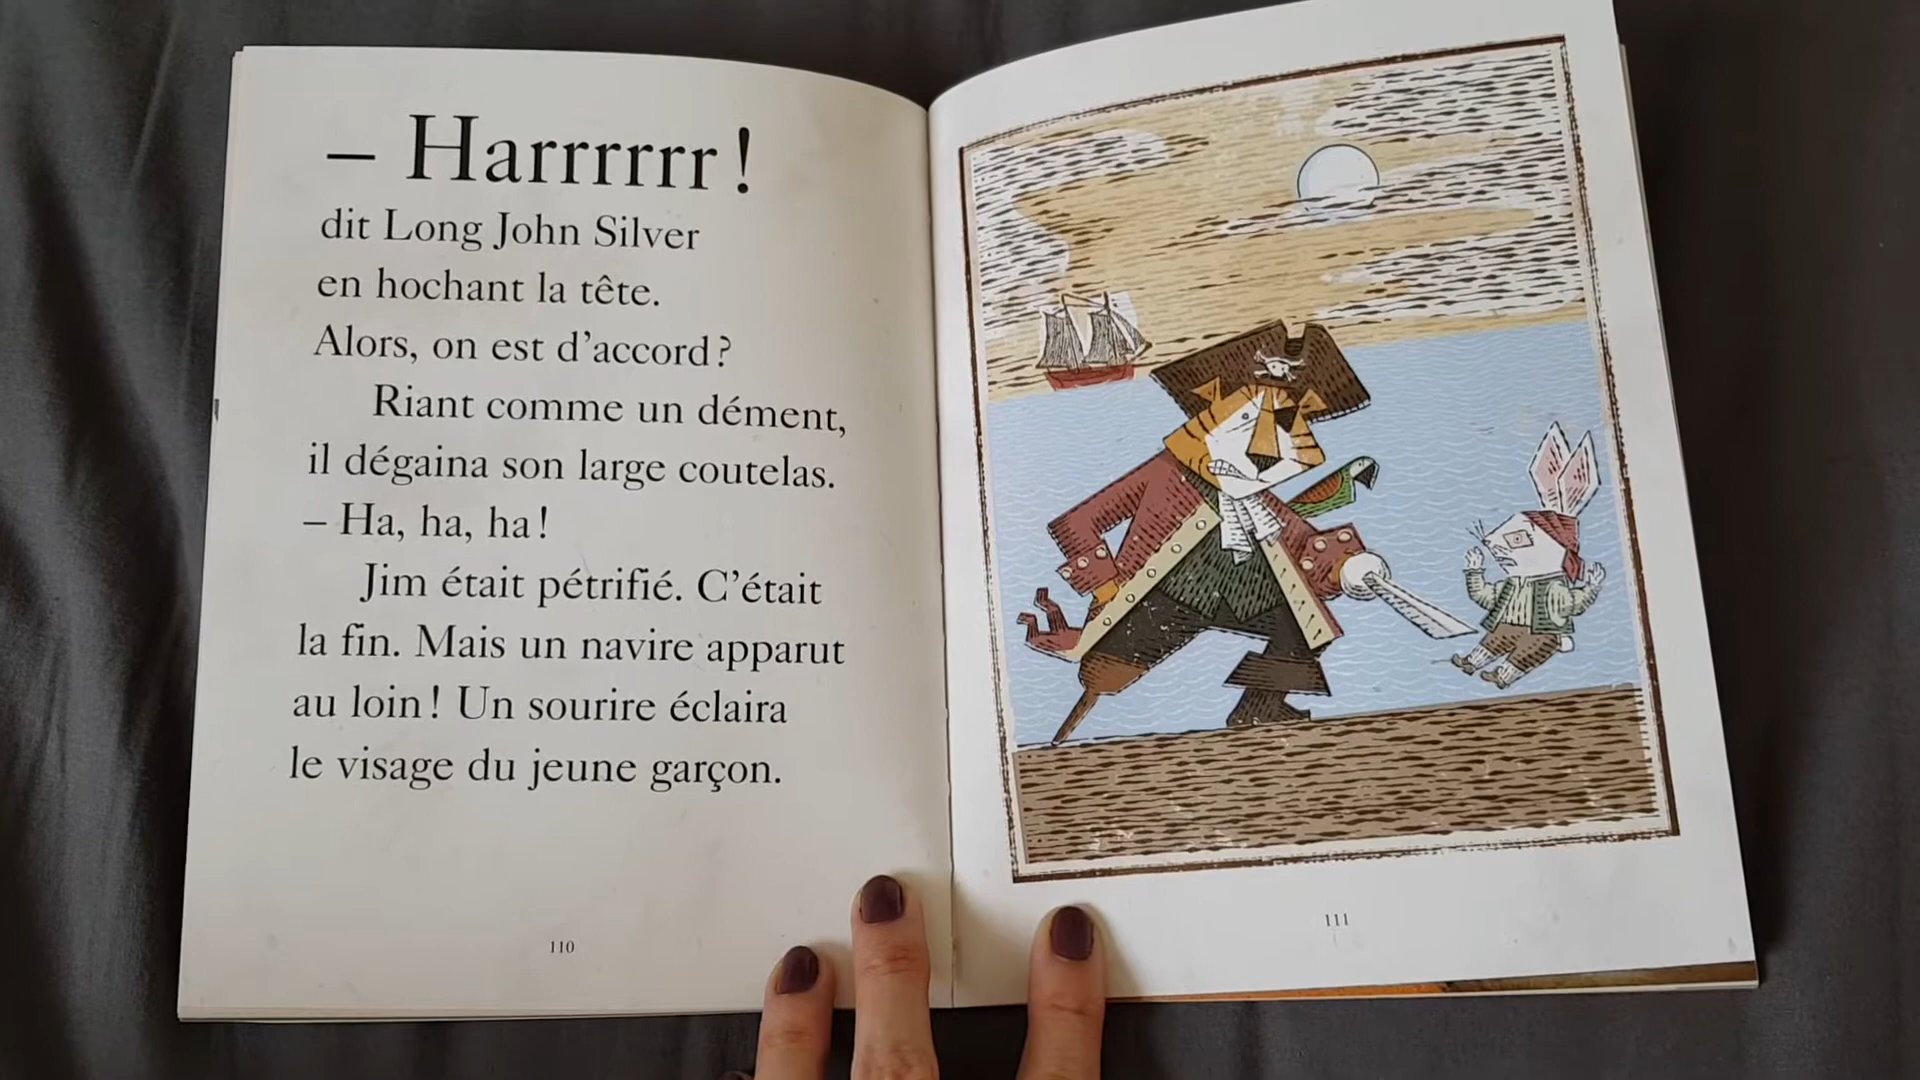 – Harrrrrr !
dit Long John Silver
en hochant la tête.
Alors, on est d’accord ?
Riant comme un dément,
il dégaina son large coutelas.
– Ha, ha, ha !
Jim était pétrifié. C’était
la fin. Mais un navire apparut
au loin ! Un sourire éclaira
le visage du jeune garçon.
110
111